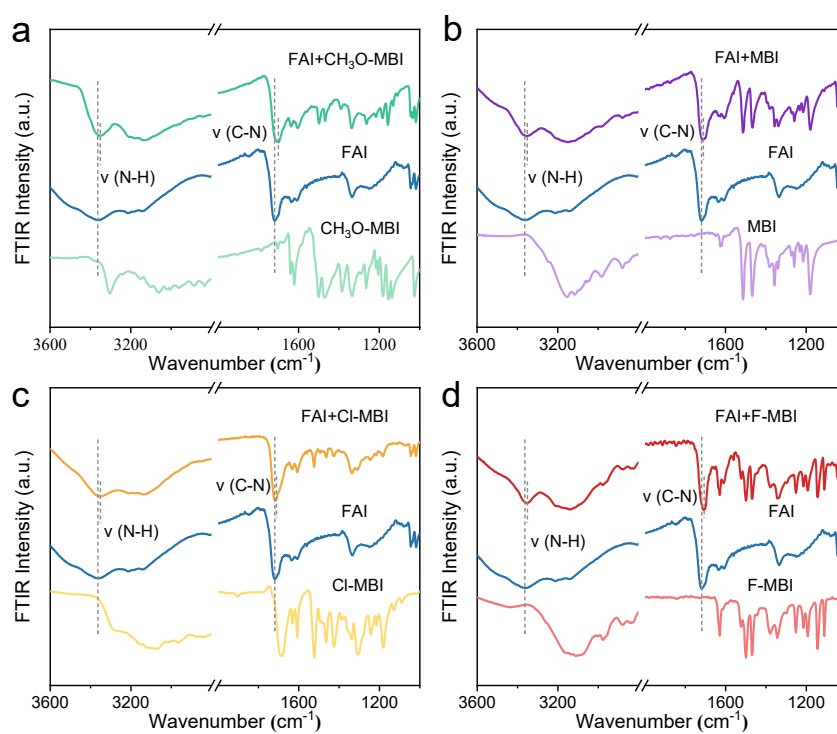 a
FAI+CH₃O-MBI
ν (C-N)
FAI
ν (N-H)
CH₃O-MBI
FTIR Intensity (a.u.)
3600 3200 1600 1200
Wavenumber (cm⁻¹)
b
FAI+MBI
ν (C-N)
FAI
ν (N-H)
MBI
FTIR Intensity (a.u.)
3600 3200 1600 1200
Wavenumber (cm⁻¹)
c
FAI+Cl-MBI
ν (C-N)
FAI
ν (N-H)
Cl-MBI
FTIR Intensity (a.u.)
3600 3200 1600 1200
Wavenumber (cm⁻¹)
d
FAI+F-MBI
ν (C-N)
FAI
ν (N-H)
F-MBI
FTIR Intensity (a.u.)
3600 3200 1600 1200
Wavenumber (cm⁻¹)